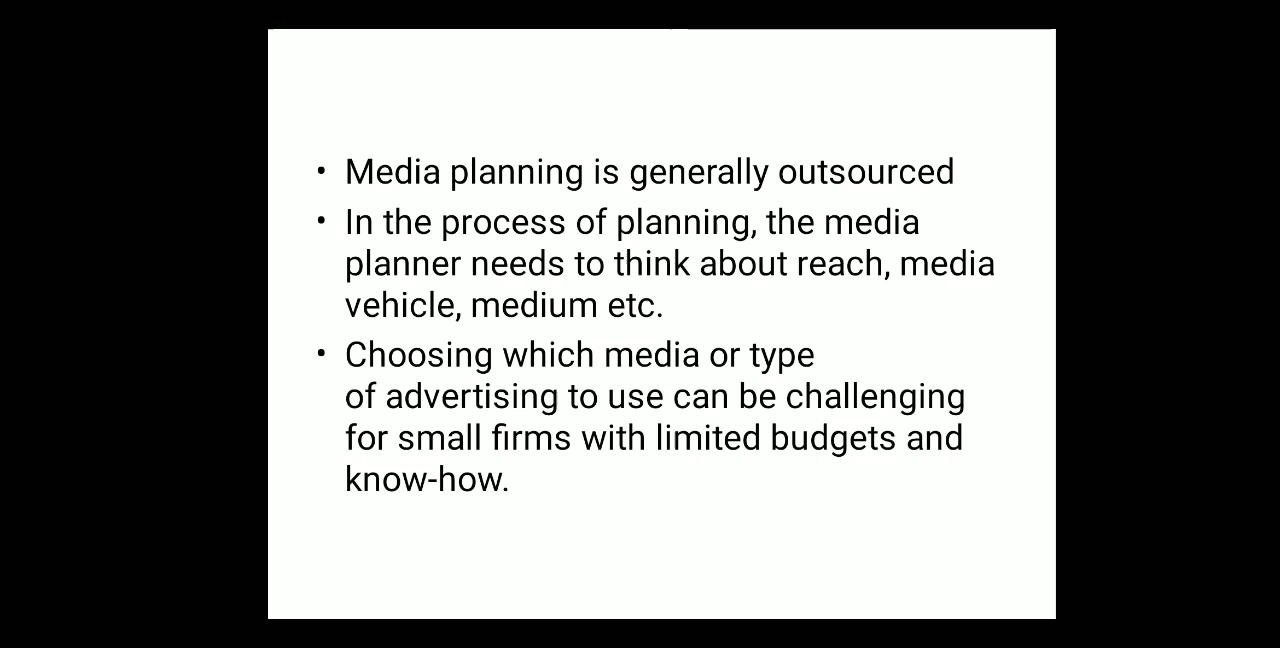 • Media planning is generally outsourced
• In the process of planning, the media
planner needs to think about reach, media
vehicle, medium etc.
• Choosing which media or type
of advertising to use can be challenging
for small firms with limited budgets and
know-how.